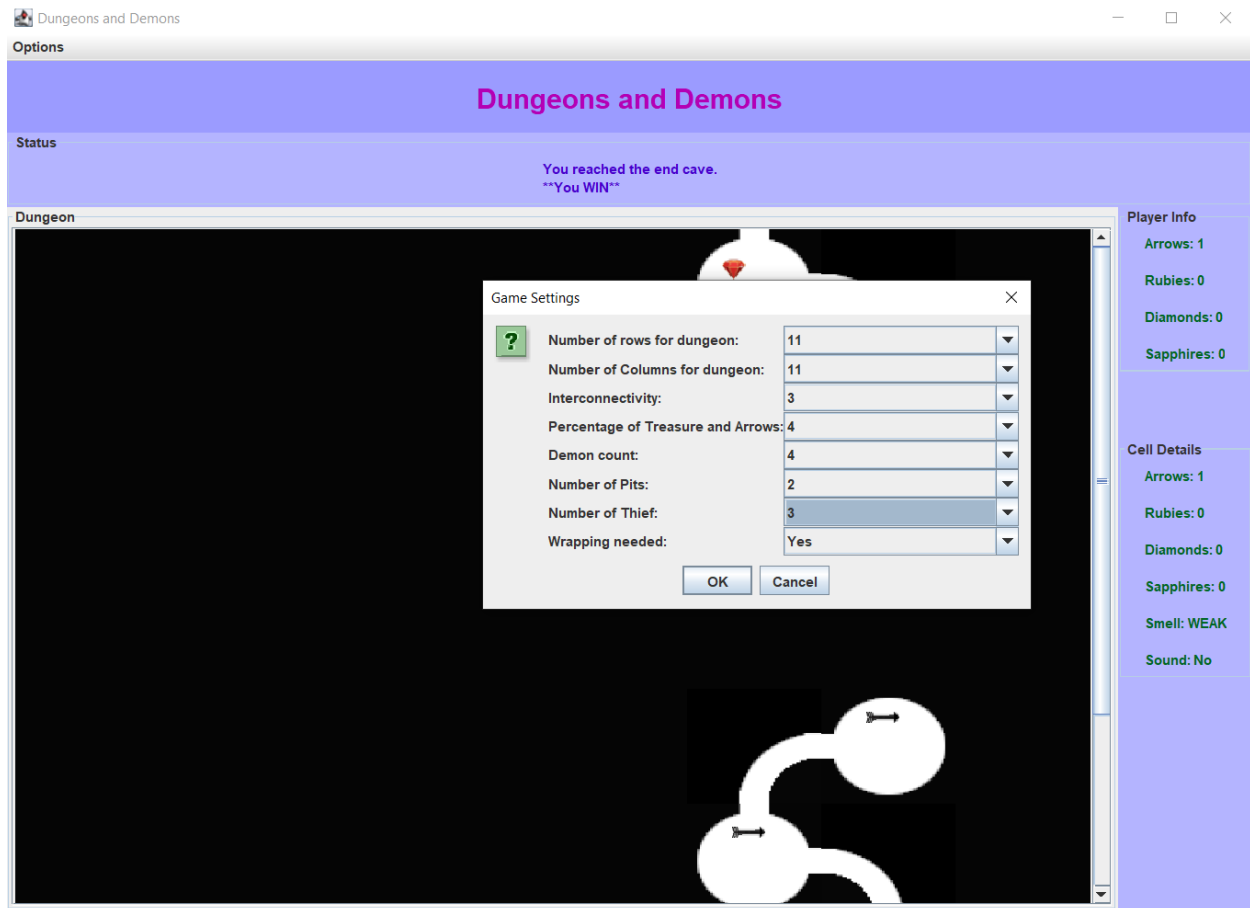 Dungeons and Demons
Options
Dungeons and Demons
Status
You reached the end cave.
**You WIN**
Dungeon
Game Settings
?
Number of rows for dungeon: 11
Number of Columns for dungeon: 11
Interconnectivity: 3
Percentage of Treasure and Arrows: 4
Demon count: 4
Number of Pits: 2
Number of Thief: 3
Wrapping needed: Yes
OK Cancel
Player Info
Arrows: 1
Rubies: 0
Diamonds: 0
Sapphires: 0
Cell Details
Arrows: 1
Rubies: 0
Diamonds: 0
Sapphires: 0
Smell: WEAK
Sound: No